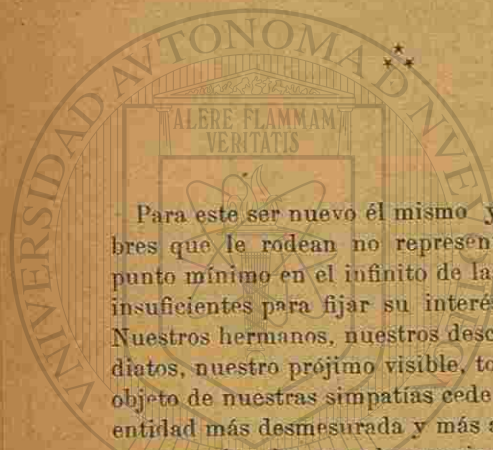 ***
AUTONOMA D
NUE
UNIVERSIDAD
ALERE FLAMMAM
VERITATIS
Para este ser nuevo él mismo y
bres que le rodean no represen
punto mínimo en el infinito de la
insuficientes para fijar su interé
Nuestros hermanos, nuestros desc
diatos, nuestro prójimo visible, to
objeto de nuestras simpatías cede
entidad más desmesurada y más a